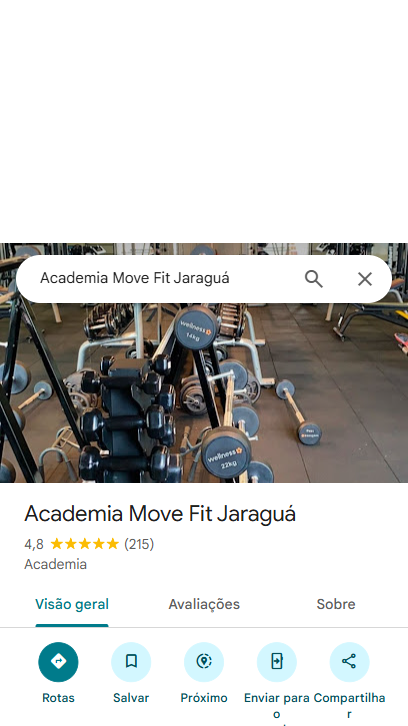 Academia Move Fit Jaraguá
wellness
14kg
wellness
22kg
Academia Move Fit Jaraguá
4,8 (215)
Academia
Visão geral Avaliações Sobre
Rotas Salvar Próximo Enviar para o Compartilhar